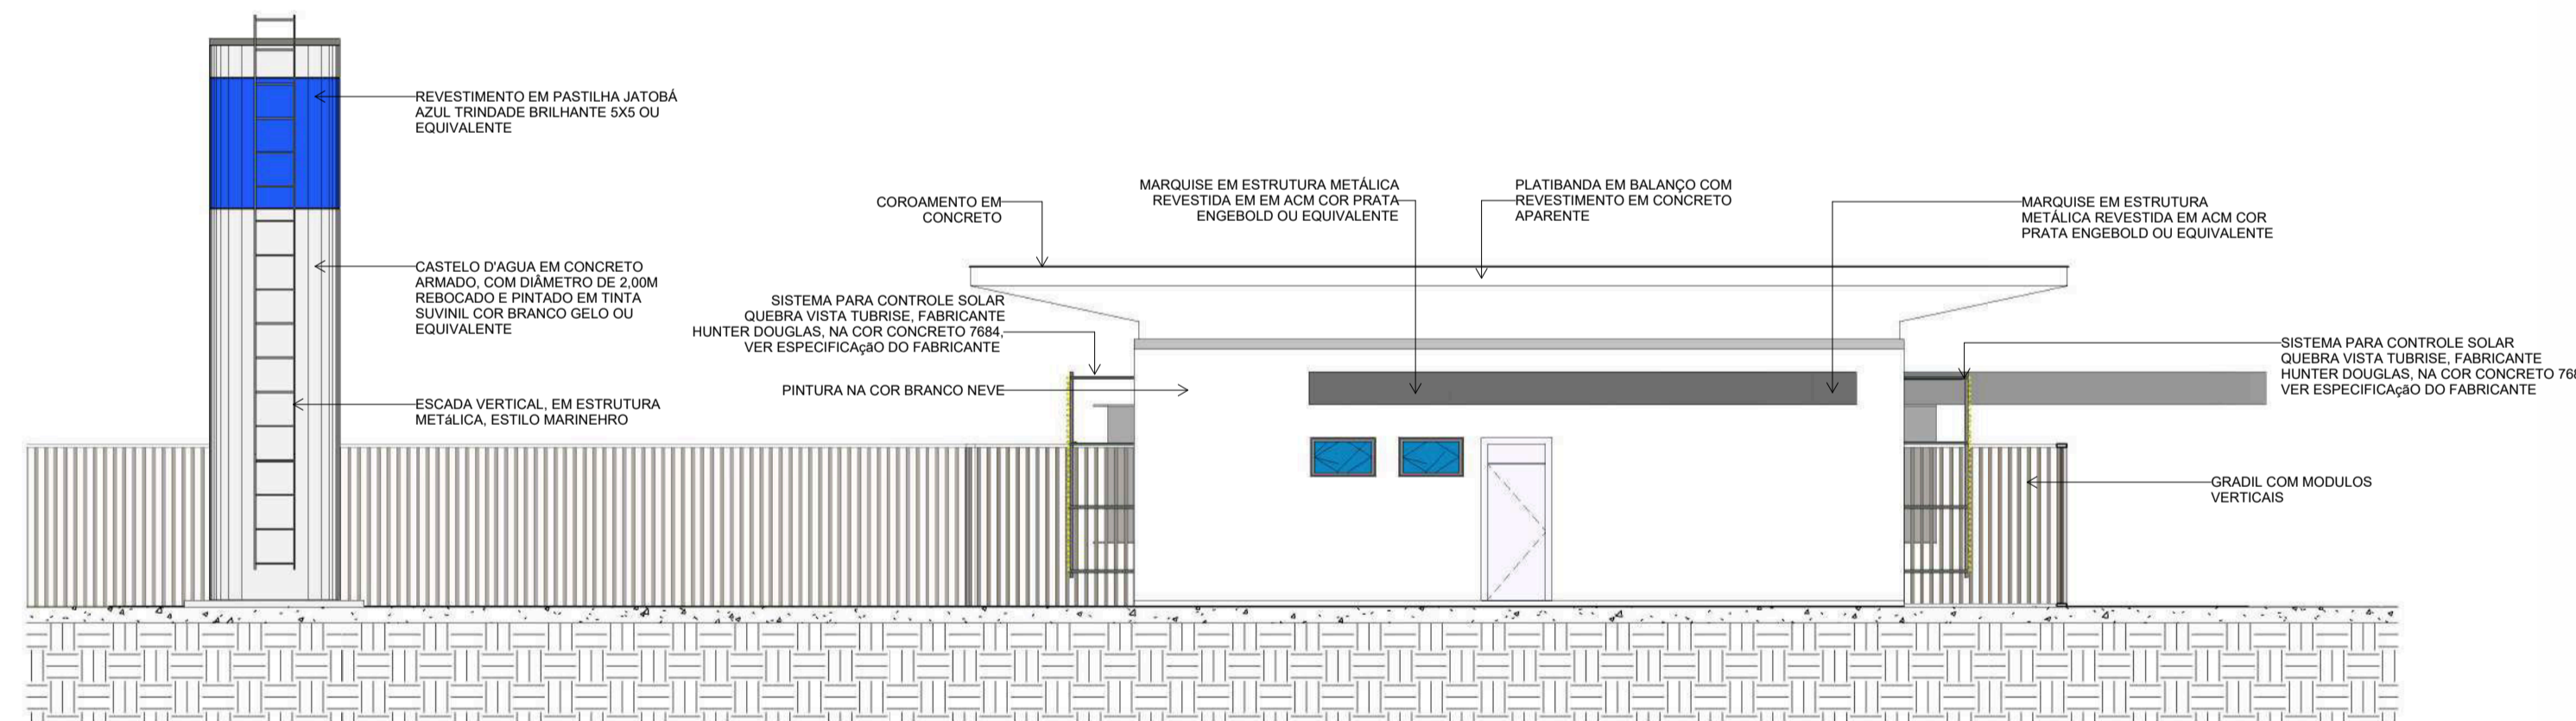 REVESTIMENTO EM PASTILHA JATOBÁ
AZUL TRINDADE BRILHANTE 5X5 OU
EQUIVALENTE
CASTELO D'AGUA EM CONCRETO
ARMADO, COM DIÂMETRO DE 2,00M
REBOCADO E PINTADO EM TINTA
SUVINIL COR BRANCO GELO OU
EQUIVALENTE
ESCADA VERTICAL, EM ESTRUTURA
METáLICA, ESTILO MARINEHRO
COROAMENTO EM
CONCRETO
SISTEMA PARA CONTROLE SOLAR
QUEBRA VISTA TUBRISE, FABRICANTE
HUNTER DOUGLAS, NA COR CONCRETO 7684,
VER ESPECIFICAçãO DO FABRICANTE
PINTURA NA COR BRANCO NEVE
MARQUISE EM ESTRUTURA METÁLICA
REVESTIDA EM EM ACM COR PRATA
ENGEBOLD OU EQUIVALENTE
PLATIBANDA EM BALANÇO COM
REVESTIMENTO EM CONCRETO
APARENTE
MARQUISE EM ESTRUTURA
METÁLICA REVESTIDA EM ACM COR
PRATA ENGEBOLD OU EQUIVALENTE
SISTEMA PARA CONTROLE SOLAR
QUEBRA VISTA TUBRISE, FABRICANTE
HUNTER DOUGLAS, NA COR CONCRETO
VER ESPECIFICAçãO DO FABRICANTE
GRADIL COM MODULOS
VERTICAIS